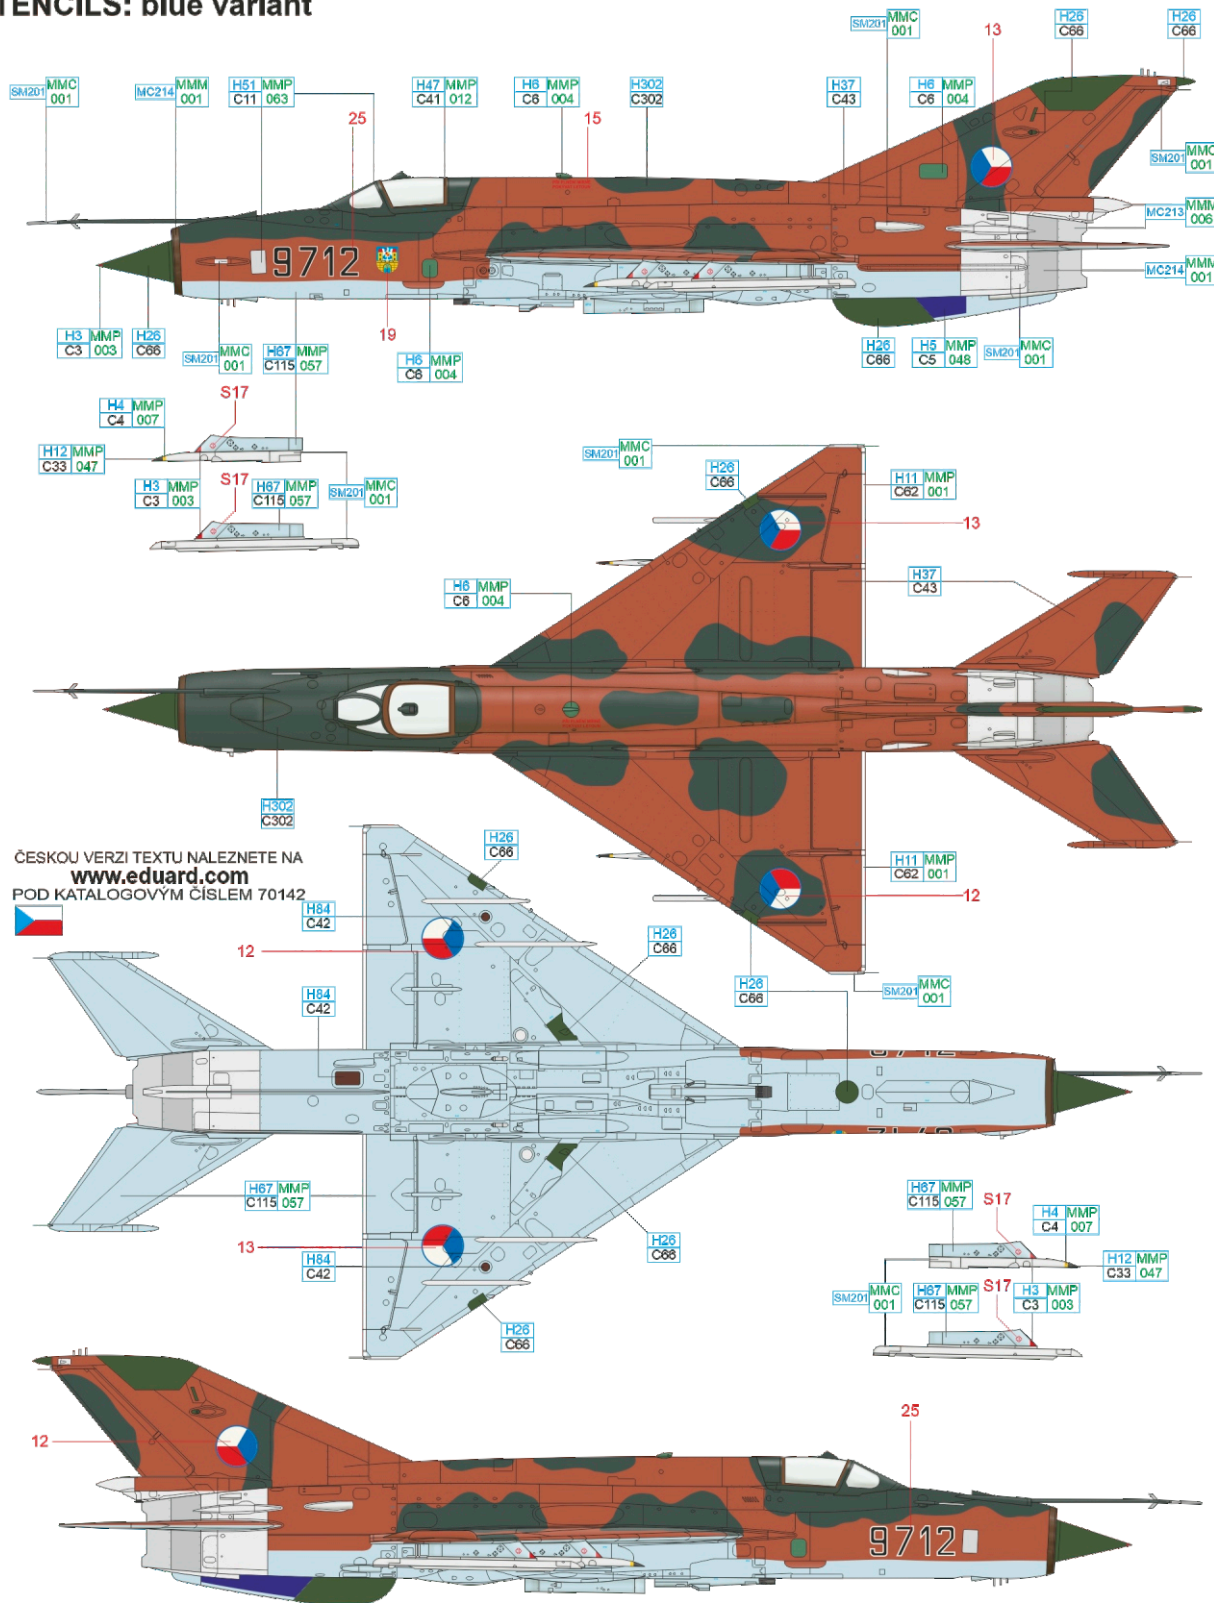 TENCILS: blue variant
SM201 MMC 001
H26 C66
H26 C66
13
SM201 MMC 001
MC214 MMM 001
H51 C11 MMP 063
H47 C41 MMP 012
H6 C6 MMP 004
H302 C302
H37 C43
H6 C6 MMP 004
25
15
SM201 MMC 001
MC213 MMM 006
MC214 MMM 001
9712
19
H3 C3 MMP 003
H26 C66
SM201 MMC 001
H67 C115 MMP 057
H6 C6 MMP 004
H26 C66
H5 C5 MMP 048
SM201 MMC 001
S17
H4 C4 MMP 007
H12 C33 MMP 047
S17
H3 C3 MMP 003
H67 C115 MMP 057
SM201 MMC 001
SM201 MMC 001
H26 C66
H11 C62 MMP 001
13
H37 C43
H6 C6 MMP 004
H302 C302
ČESKOU VERZI TEXTU NALEZNETE NA
www.eduard.com
POD KATALOGOVÝM ČÍSLEM 70142
H26 C66
H11 C62 MMP 001
12
H84 C42
12
H26 C66
H26 C66
SM201 MMC 001
H84 C42
9712
9712
H67 C115 MMP 057
13
H84 C42
H26 C66
H26 C66
H67 C115 MMP 057
S17
H4 C4 MMP 007
H12 C33 MMP 047
SM201 MMC 001
H67 C115 MMP 057
S17
H3 C3 MMP 003
12
25
9712